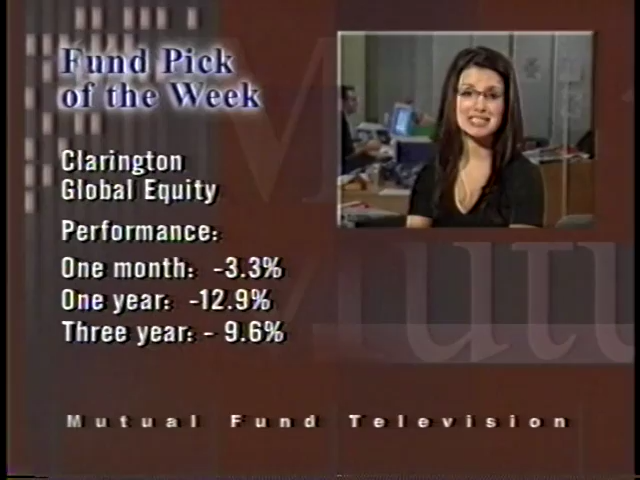 Fund Pick
of the Week
Clarington
Global Equity
Performance:
One month: -3.3%
One year: -12.9%
Three year: - 9.6%
Mutual Fund Television